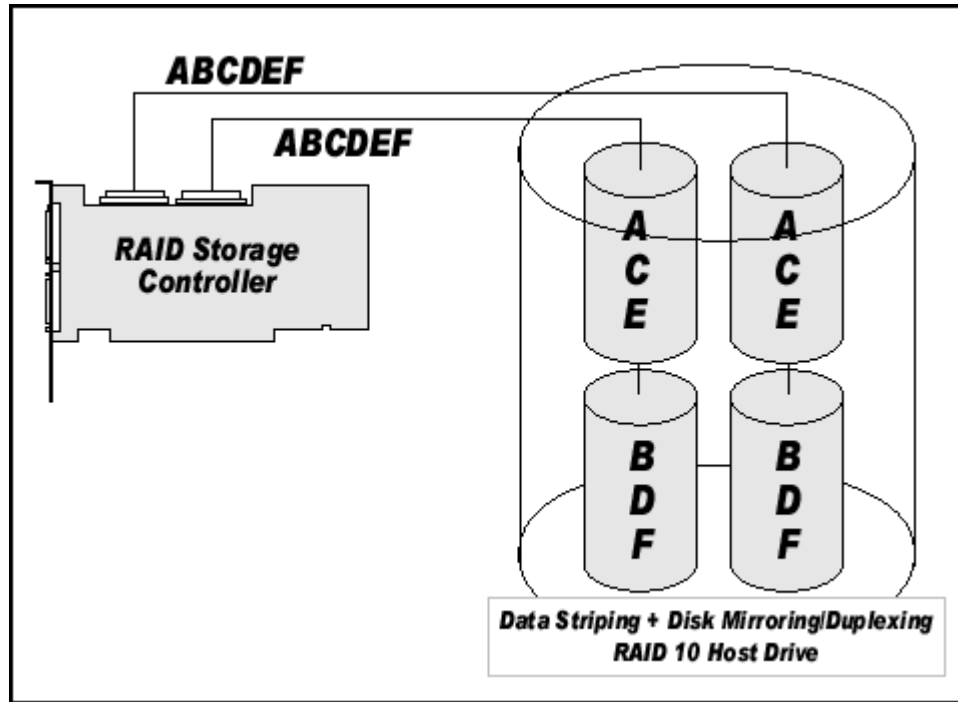 ABCDEF
ABCDEF
RAID Storage
Controller
A
C
E
A
C
E
B
D
F
B
D
F
Data Striping + Disk Mirroring/Duplexing
RAID 10 Host Drive